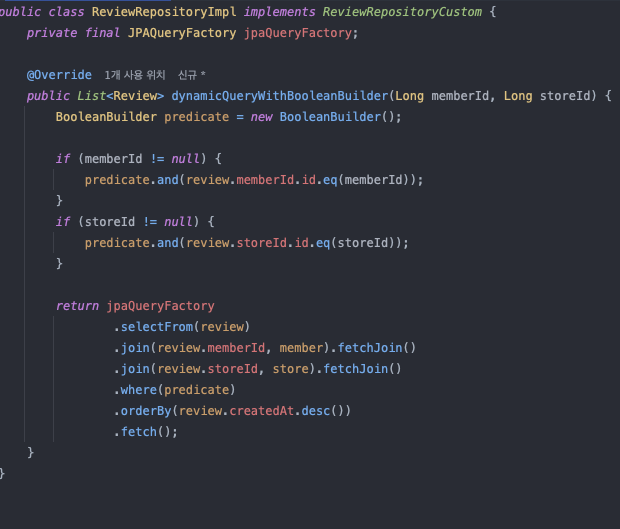 public class ReviewRepositoryImpl implements ReviewRepositoryCustom {
    private final JPAQueryFactory jpaQueryFactory;

    @Override 1개 사용 위치 신규 *
    public List<Review> dynamicQueryWithBooleanBuilder(Long memberId, Long storeId) {
        BooleanBuilder predicate = new BooleanBuilder();

        if (memberId != null) {
            predicate.and(review.memberId.id.eq(memberId));
        }
        if (storeId != null) {
            predicate.and(review.storeId.id.eq(storeId));
        }

        return jpaQueryFactory
                .selectFrom(review)
                .join(review.memberId, member).fetchJoin()
                .join(review.storeId, store).fetchJoin()
                .where(predicate)
                .orderBy(review.createdAt.desc())
                .fetch();
    }
}